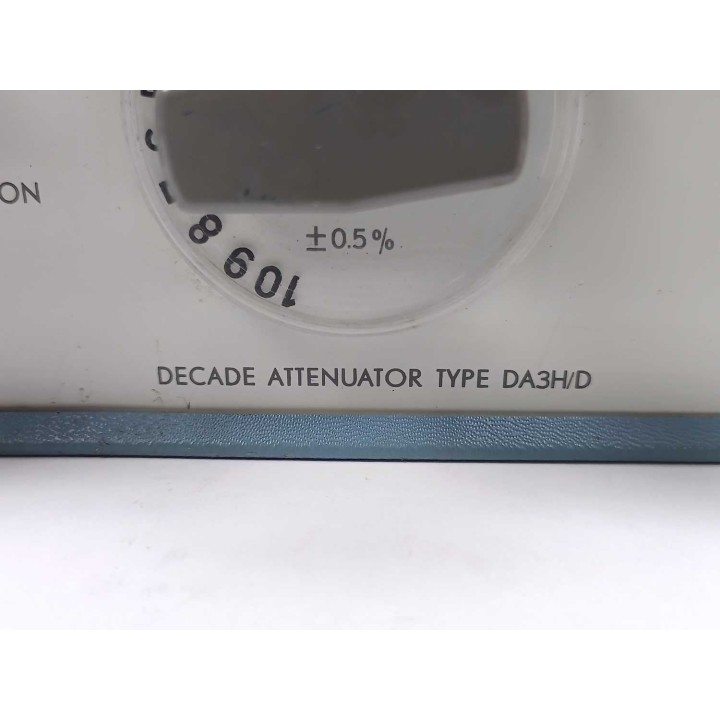 ON
±0.5%
8
9
10
DECADE ATTENUATOR TYPE DA3H/D